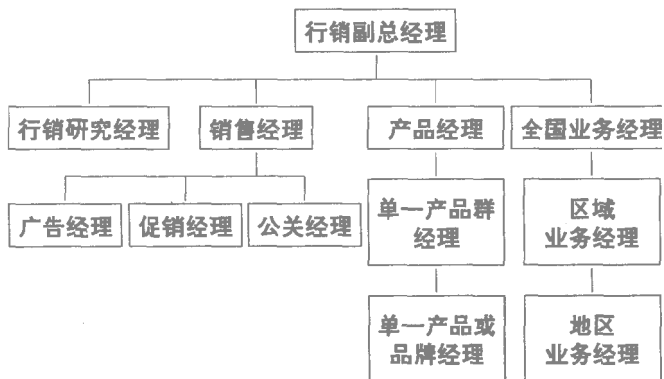 行销副总经理
行销研究经理
销售经理
产品经理
全国业务经理
广告经理
促销经理
公关经理
单一产品群
经理
区域
业务经理
单一产品或
品牌经理
地区
业务经理